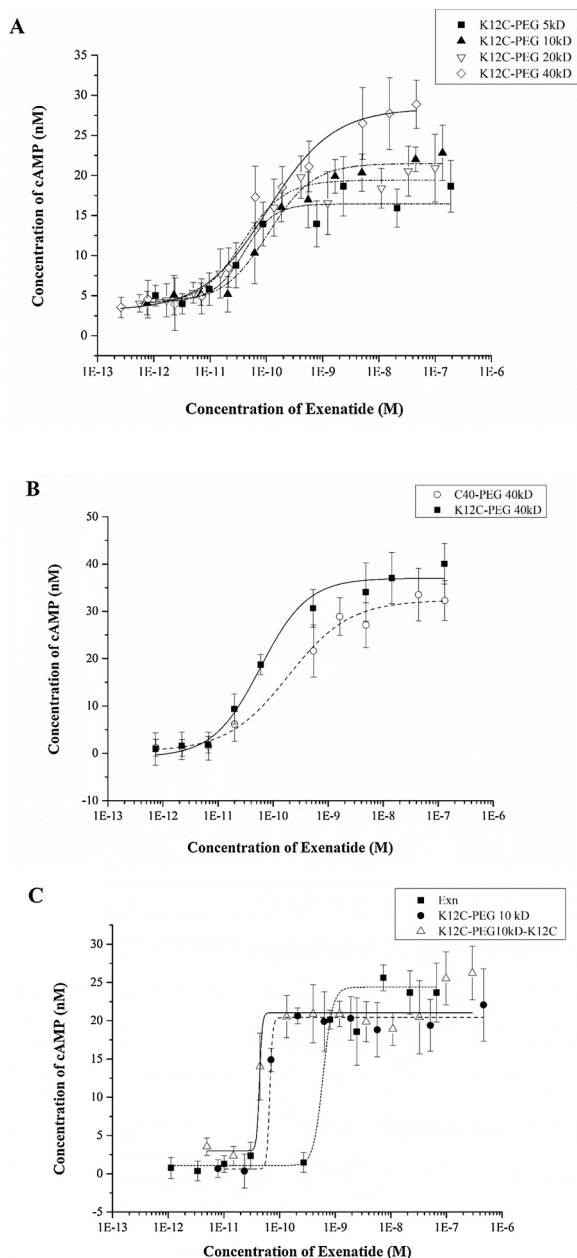 A
K12C-PEG 5kD
K12C-PEG 10kD
K12C-PEG 20kD
K12C-PEG 40kD
Concentration of cAMP (nM)
35
30
25
20
15
10
5
0
1E-13 1E-12 1E-11 1E-10 1E-9 1E-8 1E-7 1E-6
Concentration of Exenatide (M)
B
C40-PEG 40kD
K12C-PEG 40kD
Concentration of cAMP (nM)
50
40
30
20
10
0
-10
1E-13 1E-12 1E-11 1E-10 1E-9 1E-8 1E-7 1E-6
Concentration of Exenatide (M)
C
Exn
K12C-PEG 10 kD
K12C-PEG10kD-K12C
Concentration of cAMP (nM)
30
25
20
15
10
5
0
-5
1E-13 1E-12 1E-11 1E-10 1E-9 1E-8 1E-7 1E-6
Concentration of Exenatide (M)